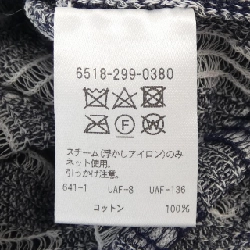 6518-299-0380
F W
スチーム(浮かしアイロン)のみ
ネット使用。
引っかけ注意。
641-1 UAF-8 UAF-136
コットン 100%